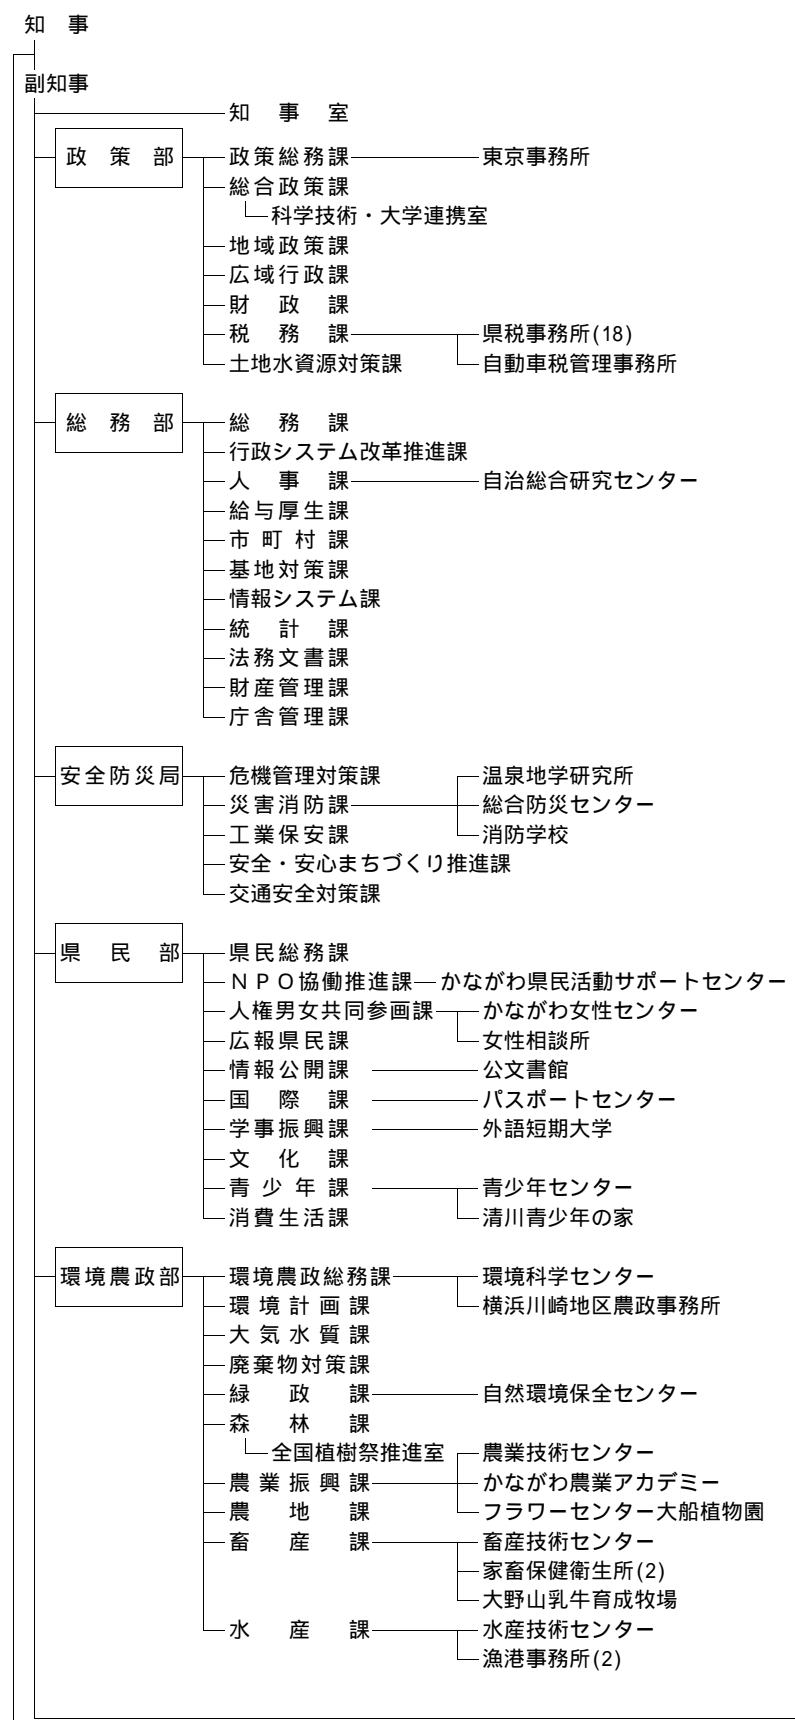 知 事
副知事
知 事 室
政 策 部
政策総務課 東京事務所
総合政策課
科学技術・大学連携室
地域政策課
広域行政課
財 政 課
税 務 課 県税事務所(18)
土地水資源対策課 自動車税管理事務所
総 務 部
総 務 課
行政システム改革推進課
人 事 課 自治総合研究センター
給与厚生課
市 町 村 課
基地対策課
情報システム課
統 計 課
法務文書課
財産管理課
庁舎管理課
安全防災局
危機管理対策課 温泉地学研究所
災害消防課 総合防災センター
工業保安課 消防学校
安全・安心まちづくり推進課
交通安全対策課
県 民 部
県民総務課
ＮＰＯ協働推進課 かながわ県民活動サポートセンター
人権男女共同参画課 かながわ女性センター
広報県民課 女性相談所
情報公開課 公文書館
国 際 課 パスポートセンター
学事振興課 外語短期大学
文 化 課
青 少 年 課 青少年センター
消費生活課 清川青少年の家
環境農政部
環境農政総務課 環境科学センター
環 境 計 画 課 横浜川崎地区農政事務所
大 気 水 質 課
廃棄物対策課
緑 政 課 自然環境保全センター
森 林 課
全国植樹祭推進室 農業技術センター
農 業 振 興 課 かながわ農業アカデミー
農 地 課 フラワーセンター大船植物園
畜 産 課 畜産技術センター
家畜保健衛生所(2)
大野山乳牛育成牧場
水 産 課 水産技術センター
漁港事務所(2)